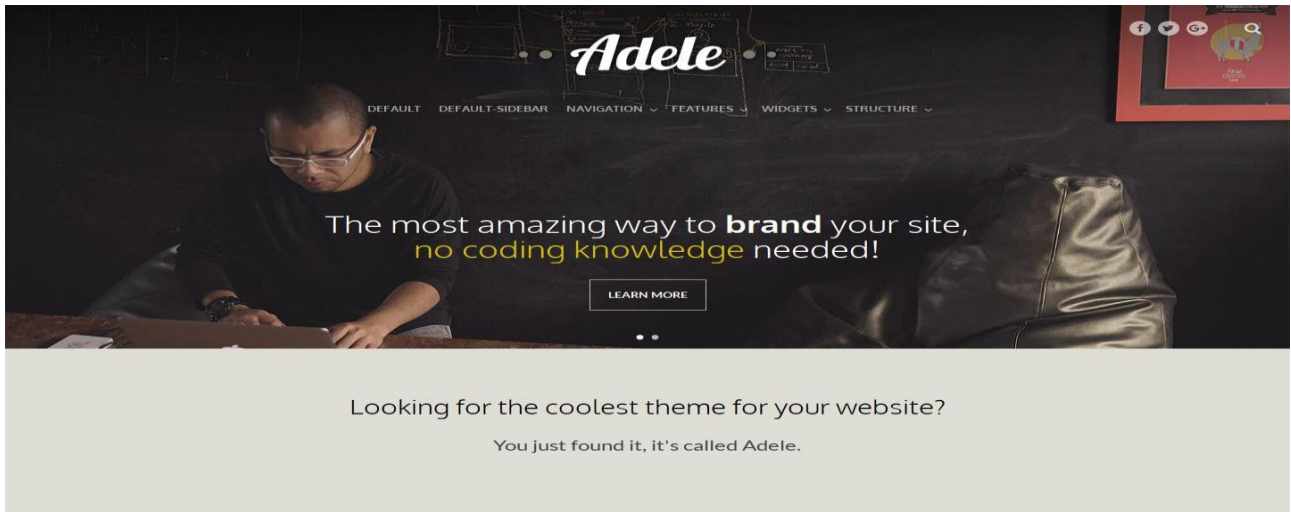 Adele
DEFAULT DEFAULT-SIDEBAR NAVIGATION FEATURES WIDGETS STRUCTURE
The most amazing way to brand your site,
no coding knowledge needed!
LEARN MORE
Looking for the coolest theme for your website?
You just found it, it's called Adele.